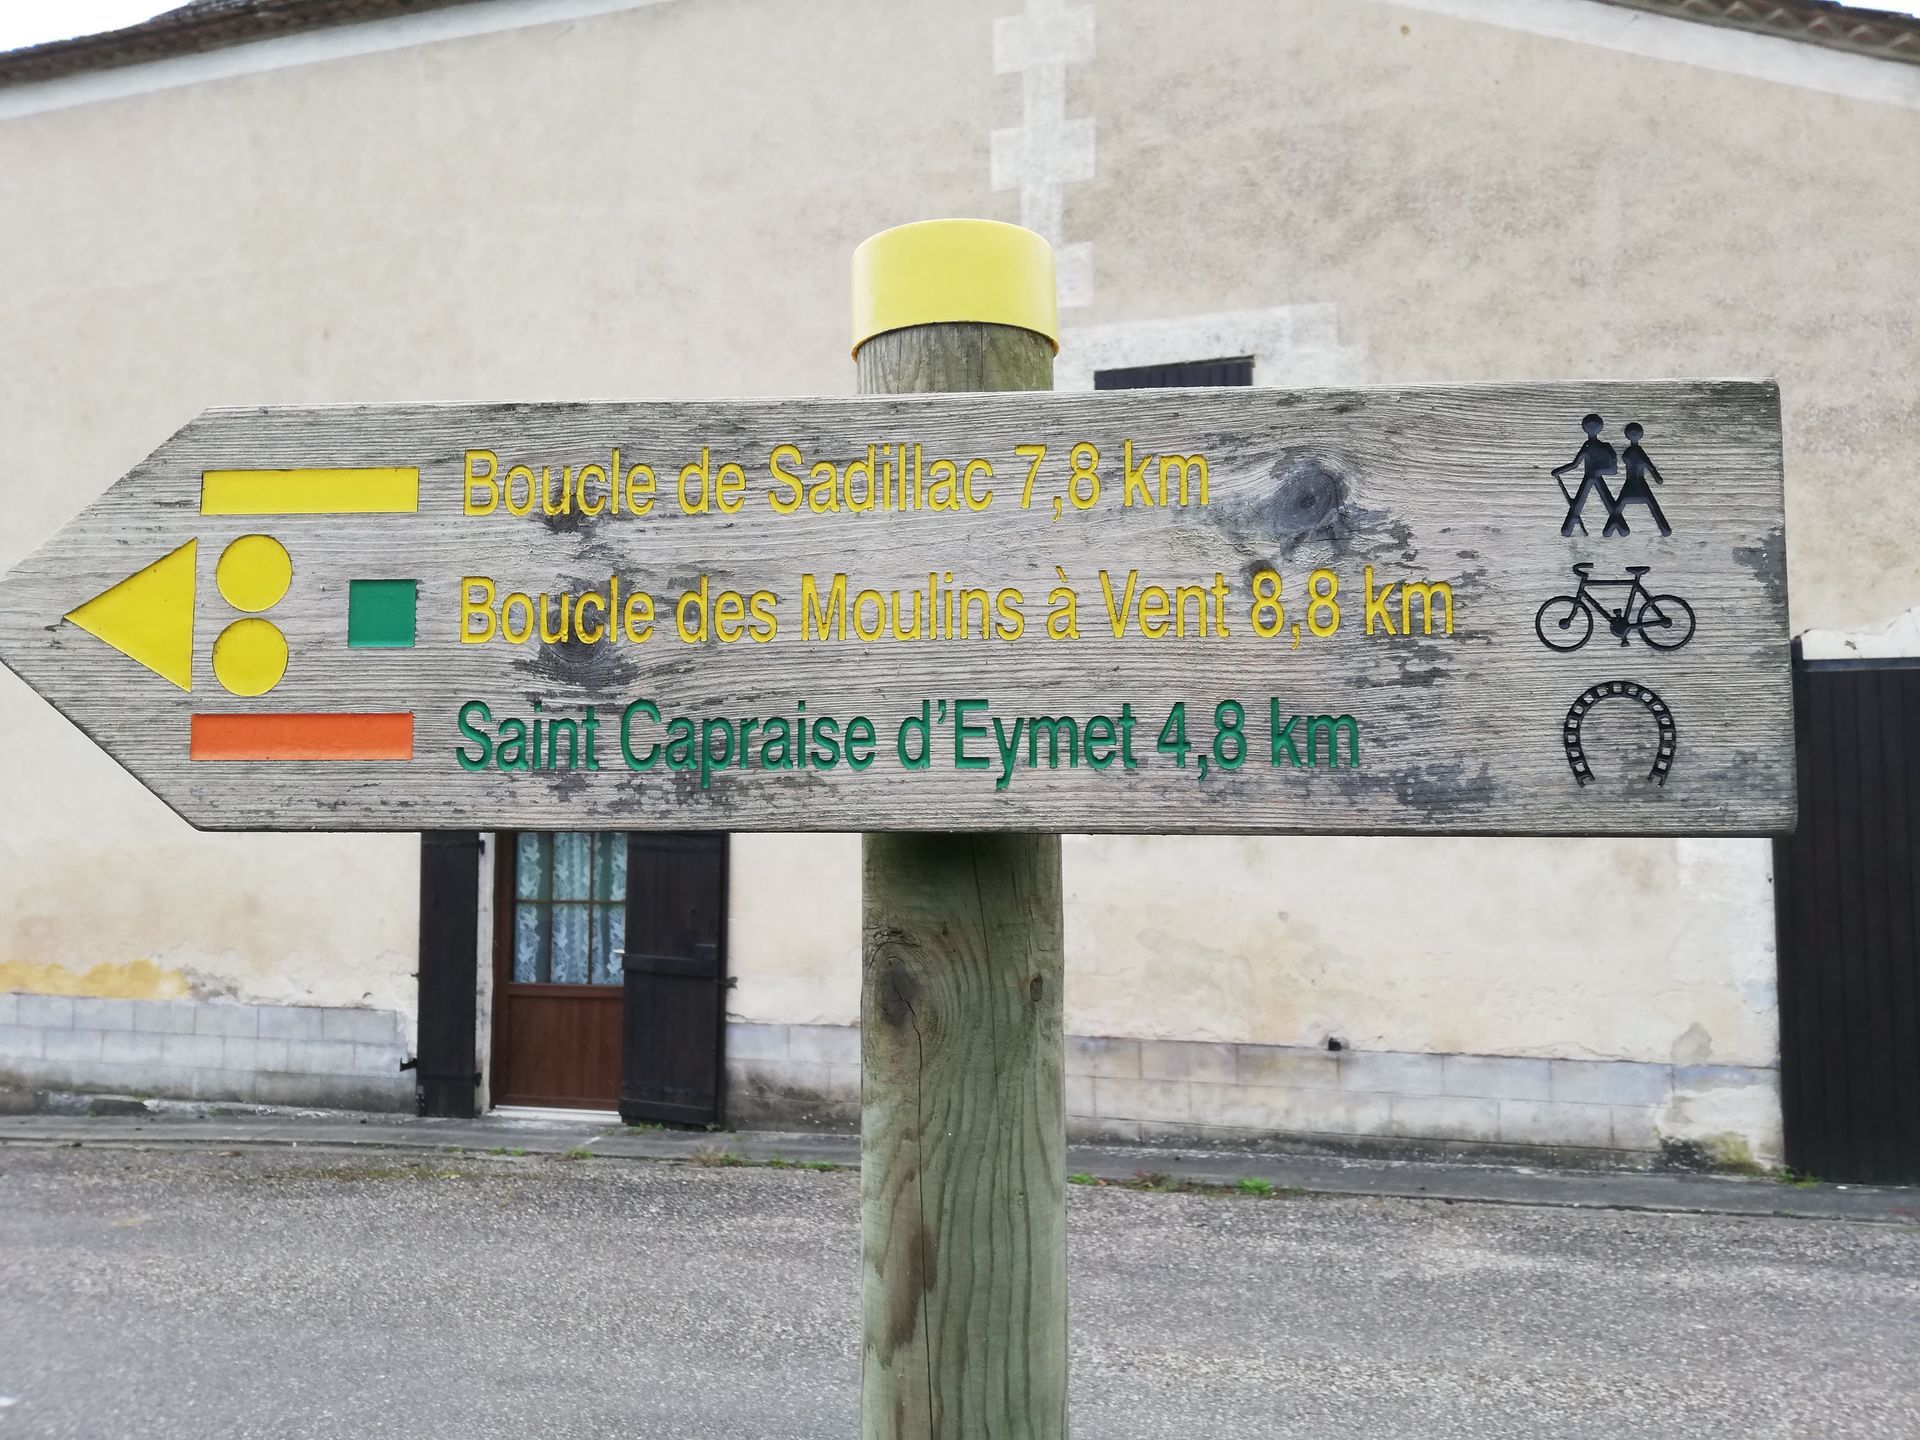 Boucle de Sadillac 7,8 km
Boucle des Moulins à Vent 8,8 km
Saint Capraise d'Eymet 4,8 km